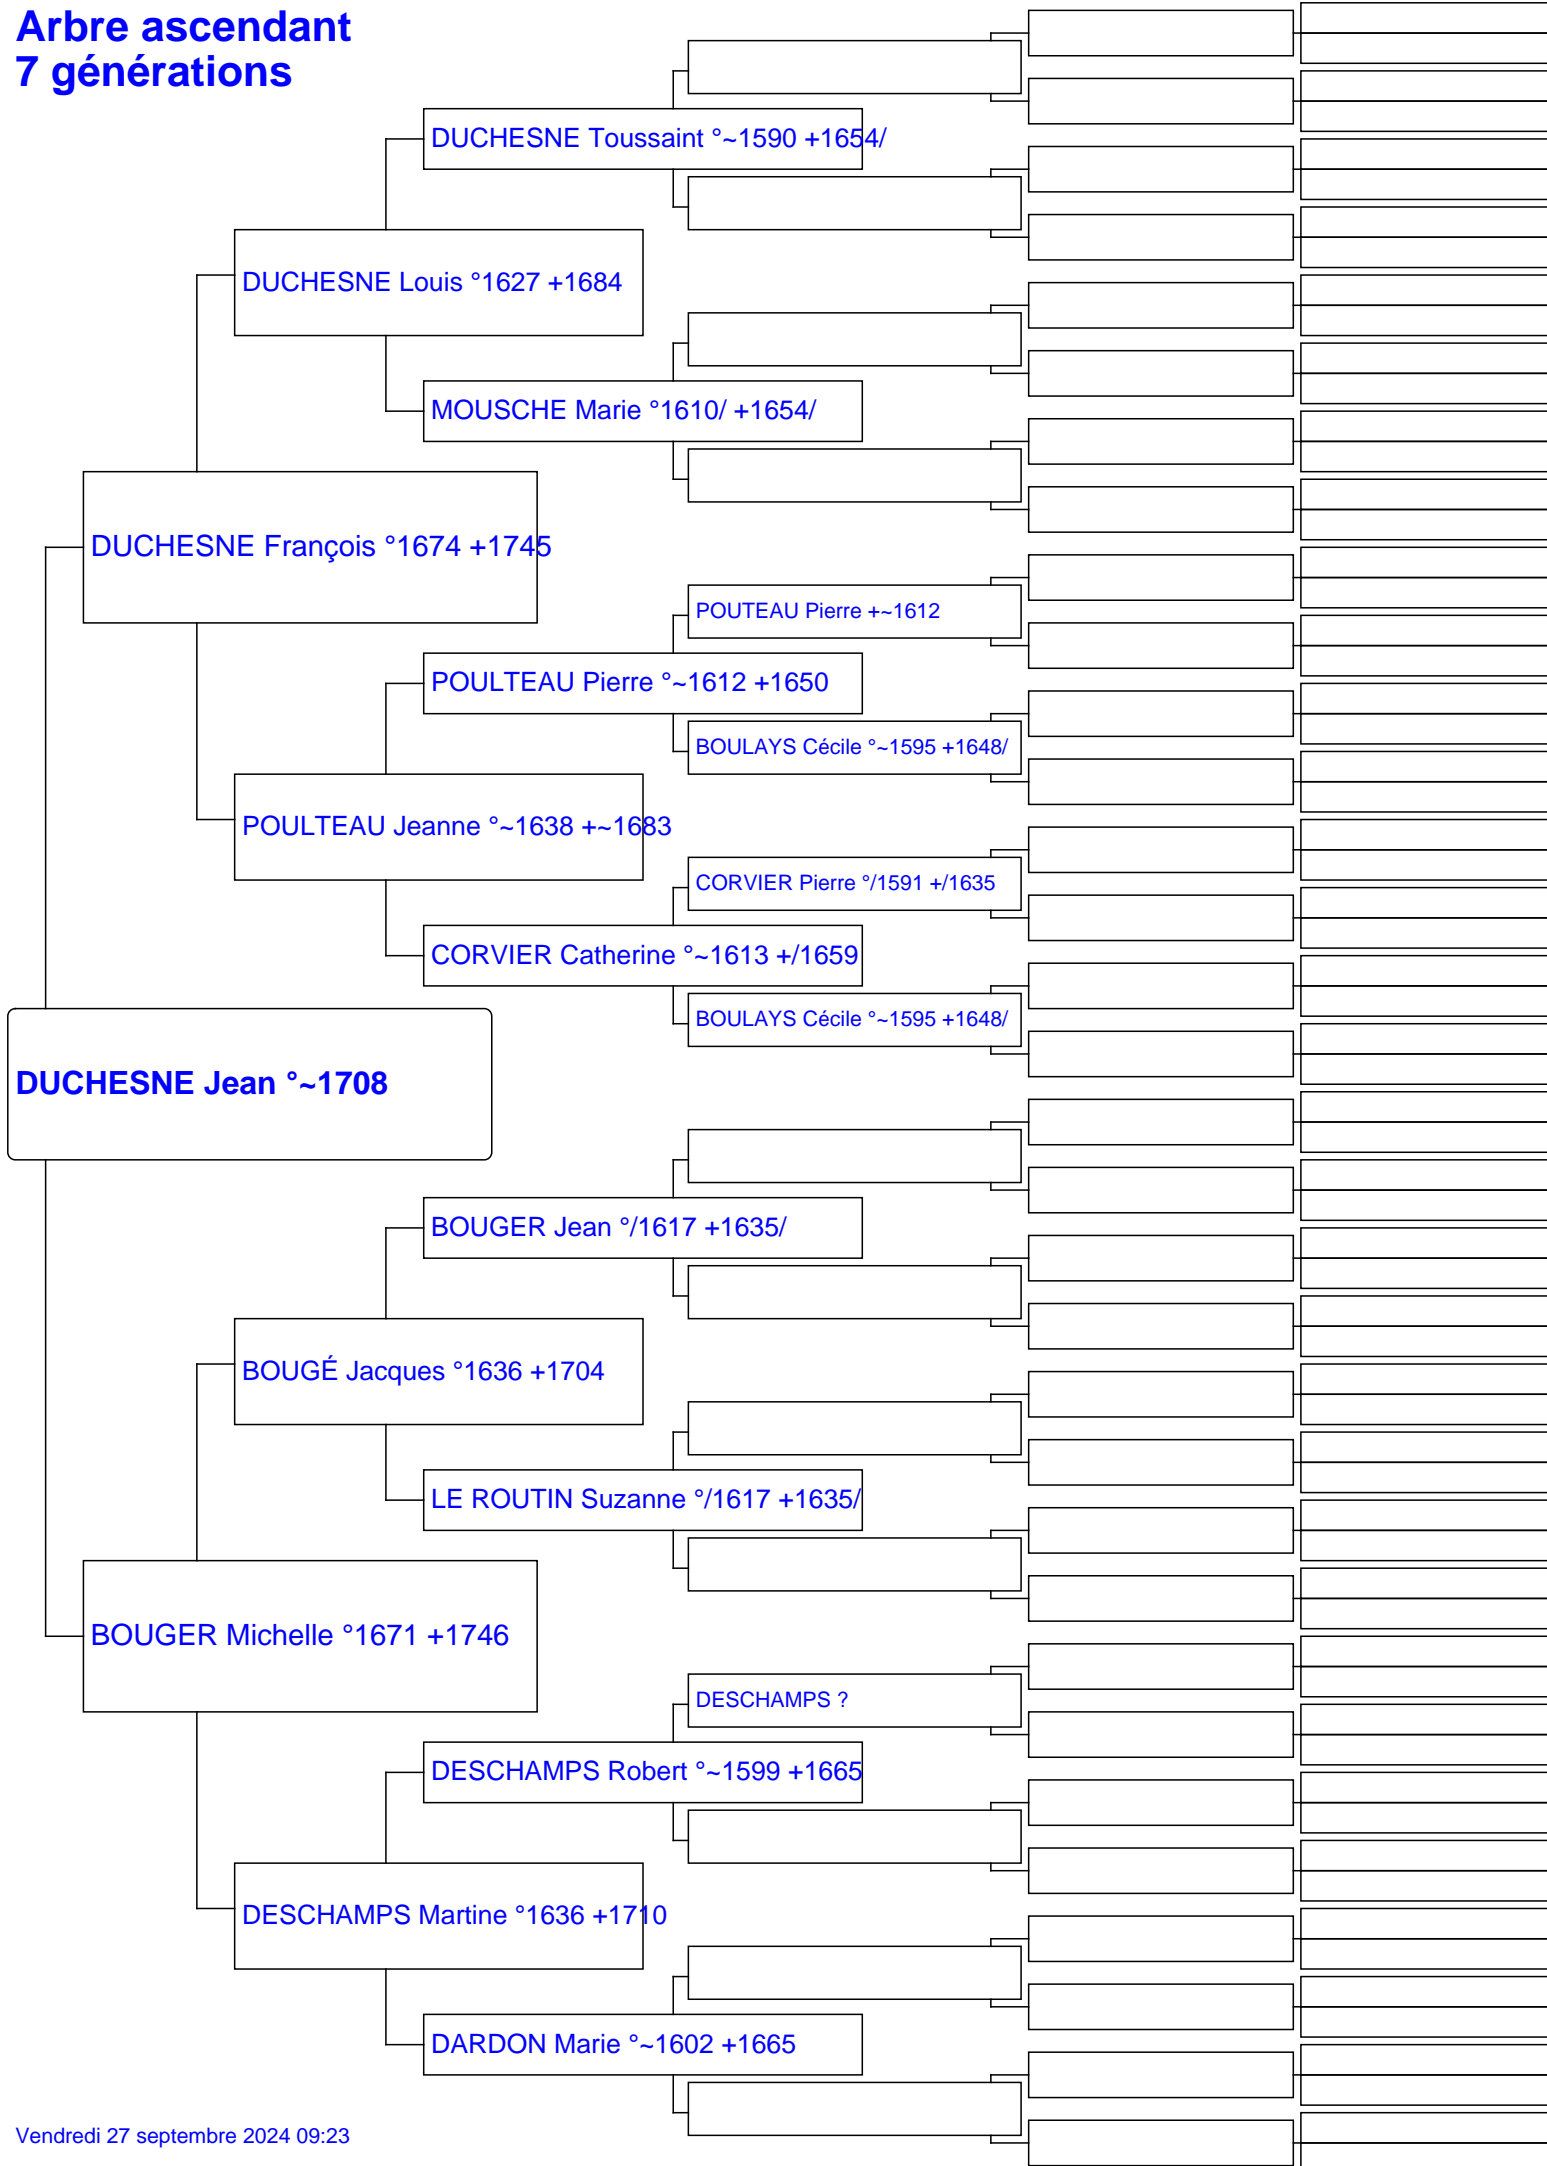 Arbre ascendant
7 générations
DUCHESNE Toussaint °~1590 +1654/
DUCHESNE Louis °1627 +1684
MOUSCHE Marie °1610/ +1654/
DUCHESNE François °1674 +1745
POUTEAU Pierre +~1612
POULTEAU Pierre °~1612 +1650
BOULAYS Cécile °~1595 +1648/
POULTEAU Jeanne °~1638 +~1683
CORVIER Pierre °/1591 +/1635
CORVIER Catherine °~1613 +/1659
BOULAYS Cécile °~1595 +1648/
DUCHESNE Jean °~1708
BOUGER Jean °/1617 +1635/
BOUGÉ Jacques °1636 +1704
LE ROUTIN Suzanne °/1617 +1635/
BOUGER Michelle °1671 +1746
DESCHAMPS ?
DESCHAMPS Robert °~1599 +1665
DESCHAMPS Martine °1636 +1710
DARDON Marie °~1602 +1665
Vendredi 27 septembre 2024 09:23